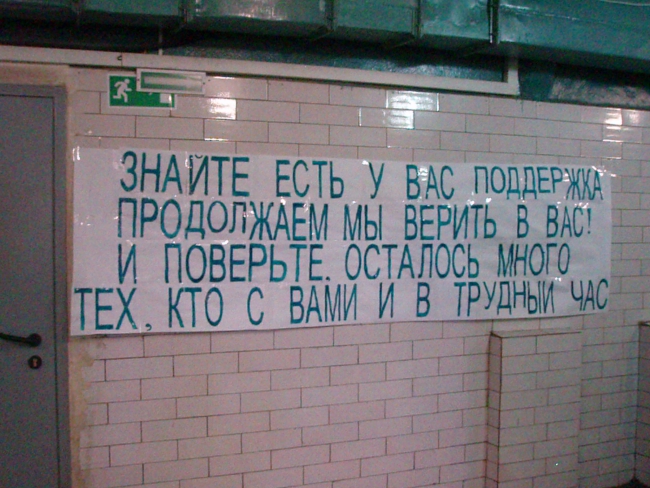 ЗНАЙТЕ ЕСТЬ У ВАС ПОДДЕРЖКА
ПРОДОЛЖАЕМ МЫ ВЕРИТЬ В ВАС!
И ПОВЕРЬТЕ. ОСТАЛОСЬ МНОГО
ТЕХ, КТО С ВАМИ И В ТРУДНЫЙ ЧАС